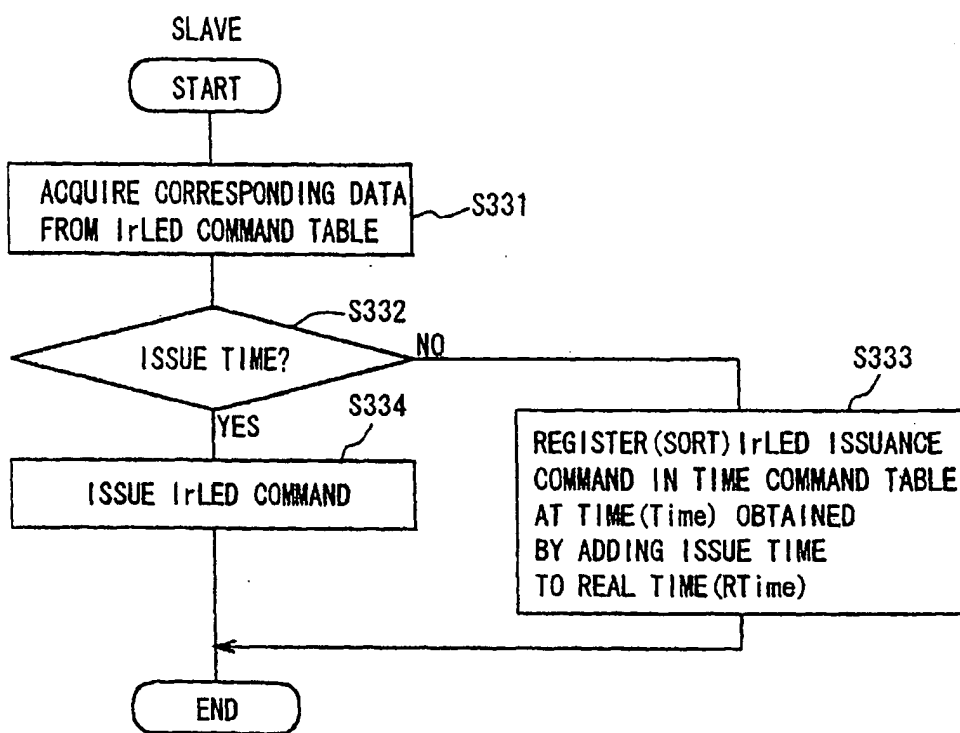 SLAVE
START
ACQUIRE CORRESPONDING DATA
FROM IrLED COMMAND TABLE
S331
S332
ISSUE TIME?
NO
YES
S333
REGISTER(SORT)IrLED ISSUANCE
COMMAND IN TIME COMMAND TABLE
AT TIME(Time) OBTAINED
BY ADDING ISSUE TIME
TO REAL TIME(RTime)
S334
ISSUE IrLED COMMAND
END